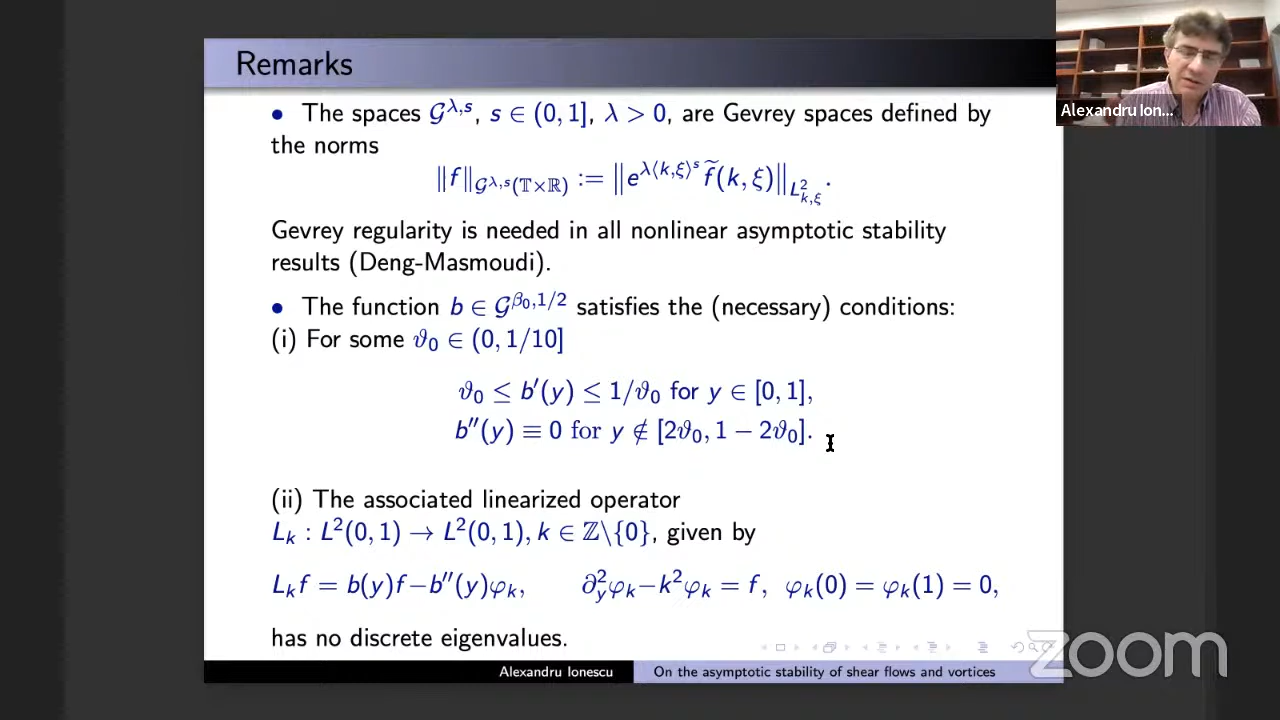 Remarks
• The spaces 𝒢^{λ,s}, s ∈ (0, 1], λ > 0, are Gevrey spaces defined by
the norms
‖f‖_{𝒢^{λ,s}(𝕋×ℝ)} := ‖e^{λ⟨k,ξ⟩^s} f̃(k, ξ)‖_{L²_{k,ξ}}.
Gevrey regularity is needed in all nonlinear asymptotic stability
results (Deng-Masmoudi).
• The function b ∈ 𝒢^{β₀,1/2} satisfies the (necessary) conditions:
(i) For some ϑ₀ ∈ (0, 1/10]
ϑ₀ ≤ b′(y) ≤ 1/ϑ₀ for y ∈ [0, 1],
b″(y) ≡ 0 for y ∉ [2ϑ₀, 1 − 2ϑ₀].
(ii) The associated linearized operator
L_k : L²(0, 1) → L²(0, 1), k ∈ ℤ\{0}, given by
L_k f = b(y)f−b″(y)φ_k, ∂_y²φ_k−k²φ_k = f, φ_k(0) = φ_k(1) = 0,
has no discrete eigenvalues.
Alexandru Ionescu On the asymptotic stability of shear flows and vortices
Alexandru Ion...
zoom